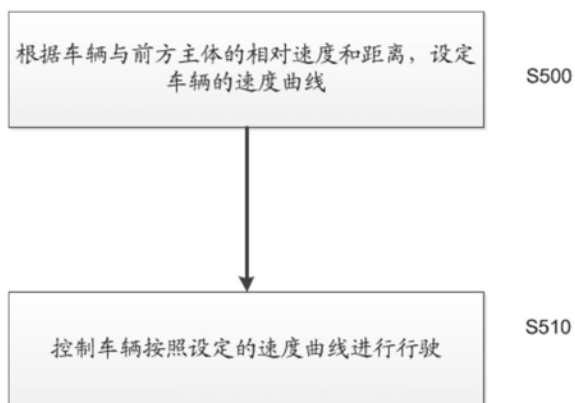 根据车辆与前方主体的相对速度和距离，设定
车辆的速度曲线
S500
控制车辆按照设定的速度曲线进行行驶
S510